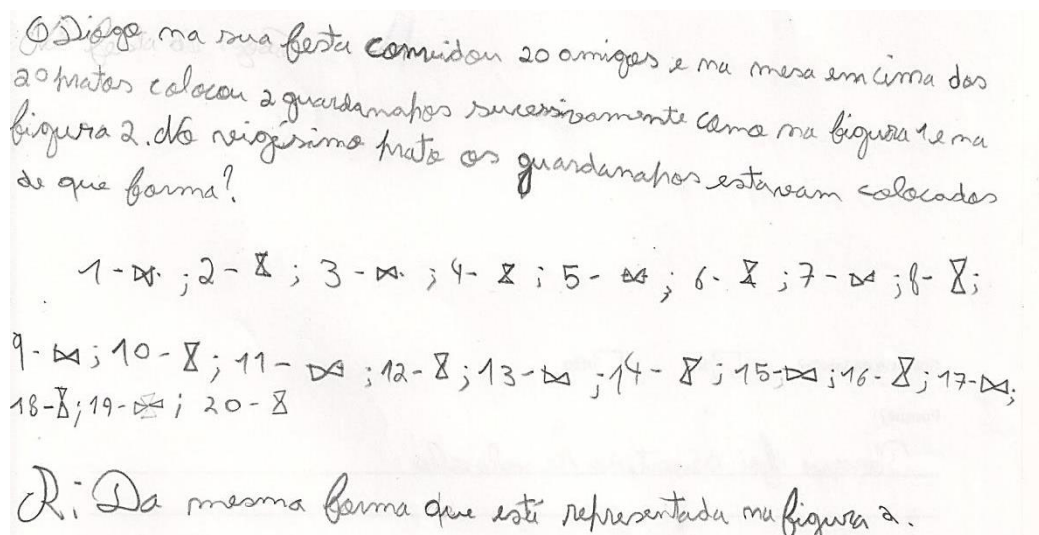 O Diogo na sua festa convidou 20 amigos e na mesa em cima dos
20 pratos colocou 2 guardanapos sucessivamente como na figura 1 e na
figura 2. No vigésimo prato os guardanapos estavam colocados
de que forma?
1 - ⋈ ; 2 - ⧖ ; 3 - ⋈ ; 4 - ⧖ ; 5 - ⋈ ; 6 - ⧖ ; 7 - ⋈ ; 8 - ⧖ ;
9 - ⋈ ; 10 - ⧖ ; 11 - ⋈ ; 12 - ⧖ ; 13 - ⋈ ; 14 - ⧖ ; 15 - ⋈ ; 16 - ⧖ ; 17 - ⋈ ;
18 - ⧖ ; 19 - ⋈ ; 20 - ⧖
R: Da mesma forma que está representada na figura 2.